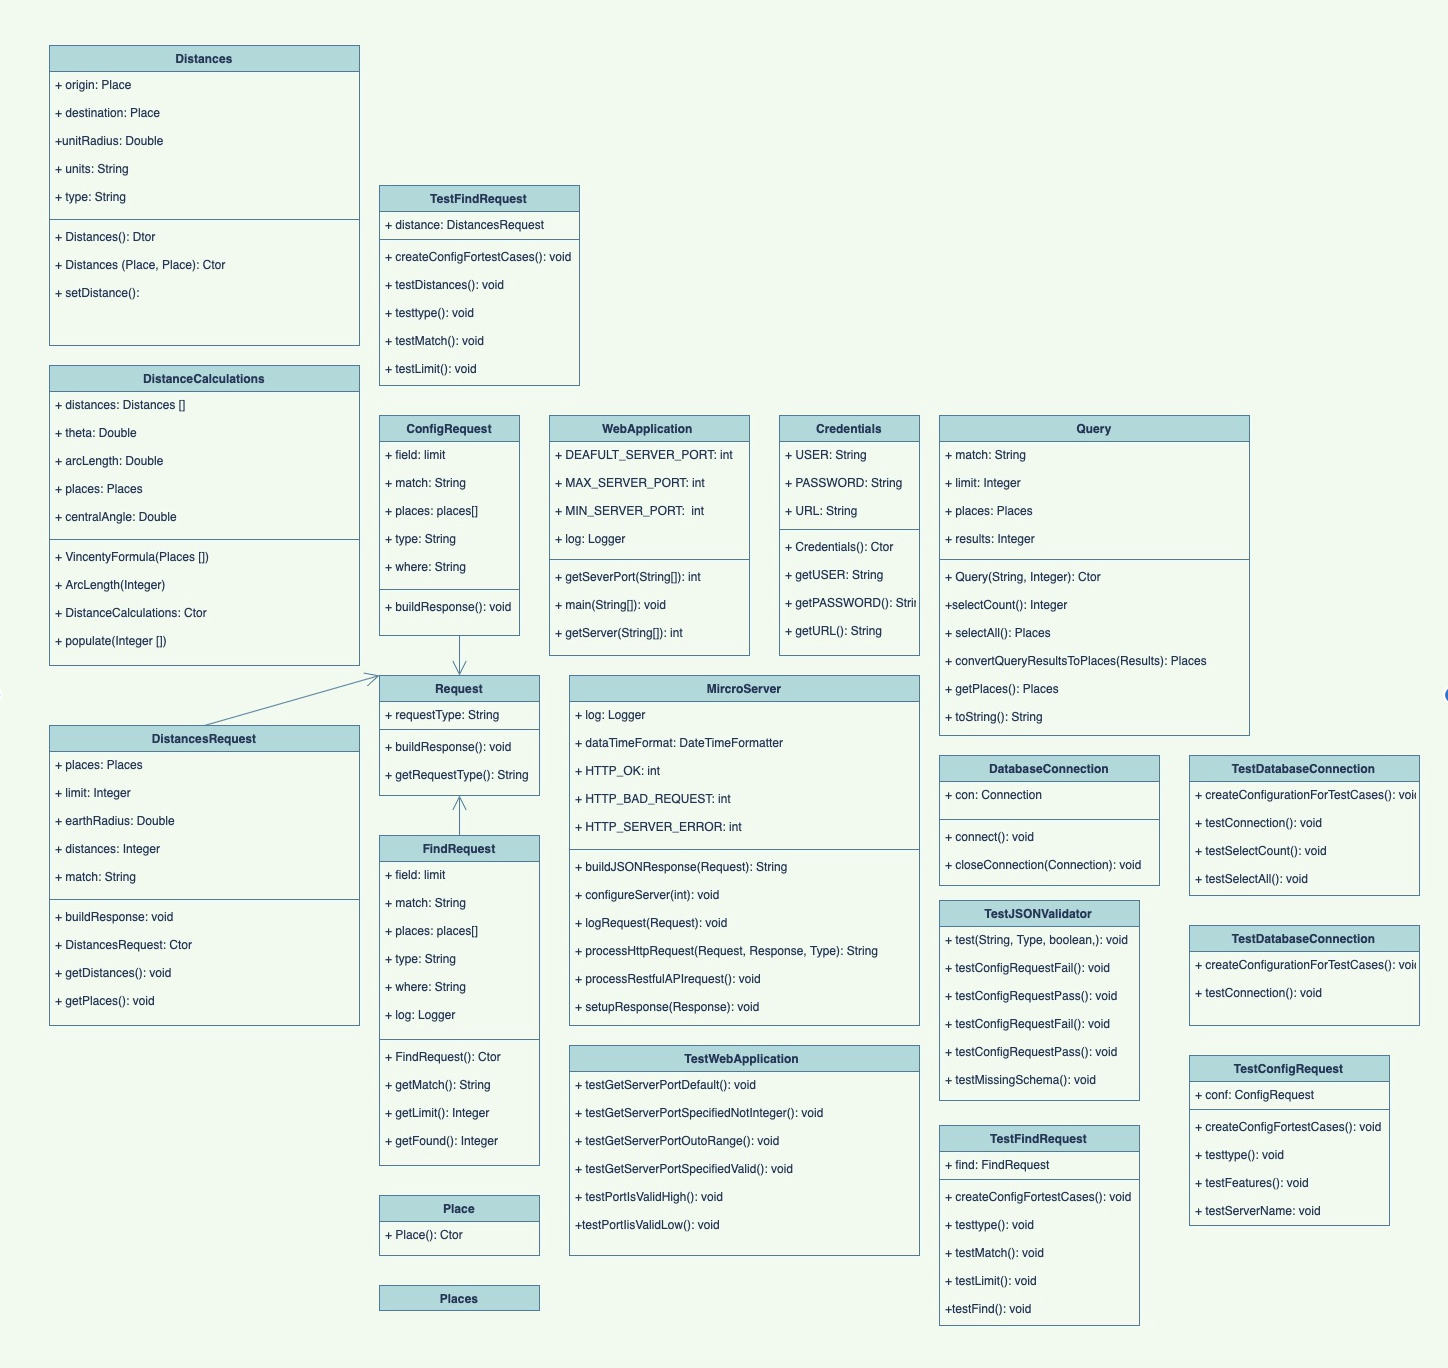 Distances
+ origin: Place
+ destination: Place
+unitRadius: Double
+ units: String
+ type: String
+ Distances(): Dtor
+ Distances (Place, Place): Ctor
+ setDistance():
TestFindRequest
+ distance: DistancesRequest
+ createConfigFortestCases(): void
+ testDistances(): void
+ testtype(): void
+ testMatch(): void
+ testLimit(): void
DistanceCalculations
+ distances: Distances []
+ theta: Double
+ arcLength: Double
+ places: Places
+ centralAngle: Double
+ VincentyFormula(Places [])
+ ArcLength(Integer)
+ DistanceCalculations: Ctor
+ populate(Integer [])
ConfigRequest
+ field: limit
+ match: String
+ places: places[]
+ type: String
+ where: String
+ buildResponse(): void
WebApplication
+ DEAFULT_SERVER_PORT: int
+ MAX_SERVER_PORT: int
+ MIN_SERVER_PORT:  int
+ log: Logger
+ getSeverPort(String[]): int
+ main(String[]): void
+ getServer(String[]): int
Credentials
+ USER: String
+ PASSWORD: String
+ URL: String
+ Credentials(): Ctor
+ getUSER: String
+ getPASSWORD(): Strin
+ getURL(): String
Query
+ match: String
+ limit: Integer
+ places: Places
+ results: Integer
+ Query(String, Integer): Ctor
+selectCount(): Integer
+ selectAll(): Places
+ convertQueryResultsToPlaces(Results): Places
+ getPlaces(): Places
+ toString(): String
DistancesRequest
+ places: Places
+ limit: Integer
+ earthRadius: Double
+ distances: Integer
+ match: String
+ buildResponse: void
+ DistancesRequest: Ctor
+ getDistances(): void
+ getPlaces(): void
Request
+ requestType: String
+ buildResponse(): void
+ getRequestType(): String
FindRequest
+ field: limit
+ match: String
+ places: places[]
+ type: String
+ where: String
+ log: Logger
+ FindRequest(): Ctor
+ getMatch(): String
+ getLimit(): Integer
+ getFound(): Integer
Place
+ Place(): Ctor
Places
MircroServer
+ log: Logger
+ dataTimeFormat: DateTimeFormatter
+ HTTP_OK: int
+ HTTP_BAD_REQUEST: int
+ HTTP_SERVER_ERROR: int
+ buildJSONResponse(Request): String
+ configureServer(int): void
+ logRequest(Request): void
+ processHttpRequest(Request, Response, Type): String
+ processRestfulAPIrequest(): void
+ setupResponse(Response): void
TestWebApplication
+ testGetServerPortDefault(): void
+ testGetServerPortSpecifiedNotInteger(): void
+ testGetServerPortOutoRange(): void
+ testGetServerPortSpecifiedValid(): void
+ testPortIsValidHigh(): void
+testPortIisValidLow(): void
DatabaseConnection
+ con: Connection
+ connect(): void
+ closeConnection(Connection): void
TestJSONValidator
+ test(String, Type, boolean,): void
+ testConfigRequestFail(): void
+ testConfigRequestPass(): void
+ testConfigRequestFail(): void
+ testConfigRequestPass(): void
+ testMissingSchema(): void
TestFindRequest
+ find: FindRequest
+ createConfigFortestCases(): void
+ testtype(): void
+ testMatch(): void
+ testLimit(): void
+testFind(): void
TestDatabaseConnection
+ createConfigurationForTestCases(): void
+ testConnection(): void
+ testSelectCount(): void
+ testSelectAll(): void
TestDatabaseConnection
+ createConfigurationForTestCases(): void
+ testConnection(): void
TestConfigRequest
+ conf: ConfigRequest
+ createConfigFortestCases(): void
+ testtype(): void
+ testFeatures(): void
+ testServerName: void